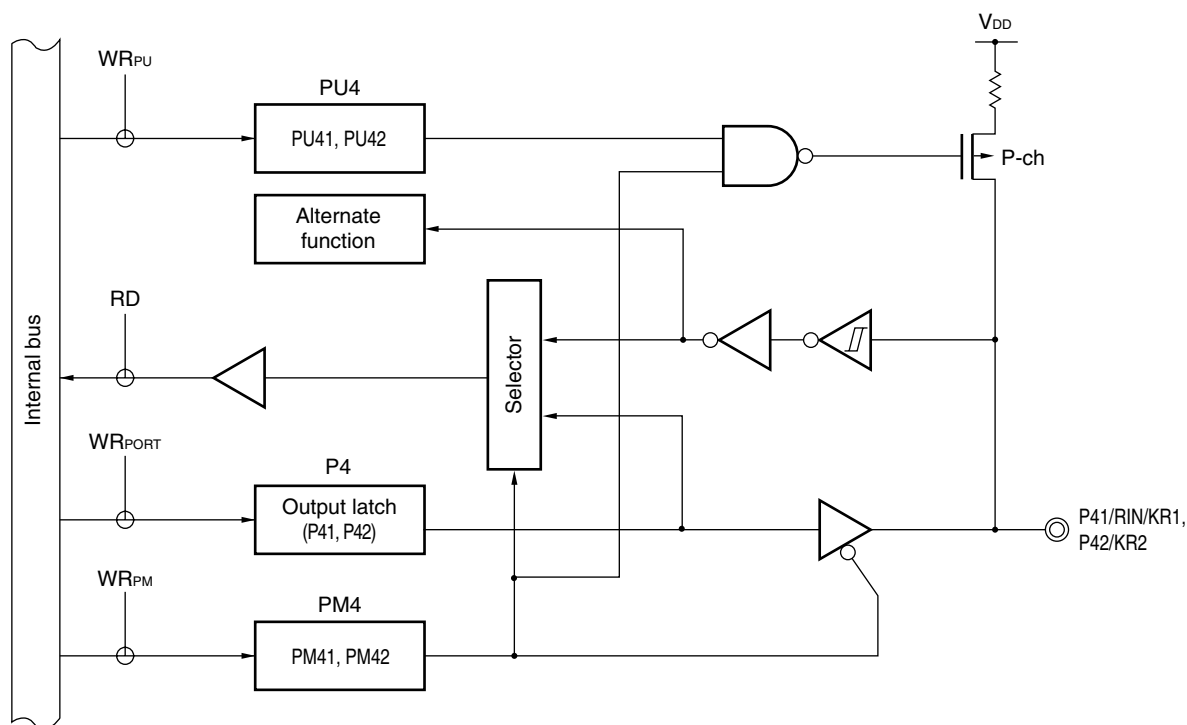 VDD
WRPU
PU4
PU41, PU42
P-ch
Alternate
function
RD
Internal bus
Selector
WRPORT
P4
Output latch
(P41, P42)
P41/RIN/KR1,
P42/KR2
WRPM
PM4
PM41, PM42